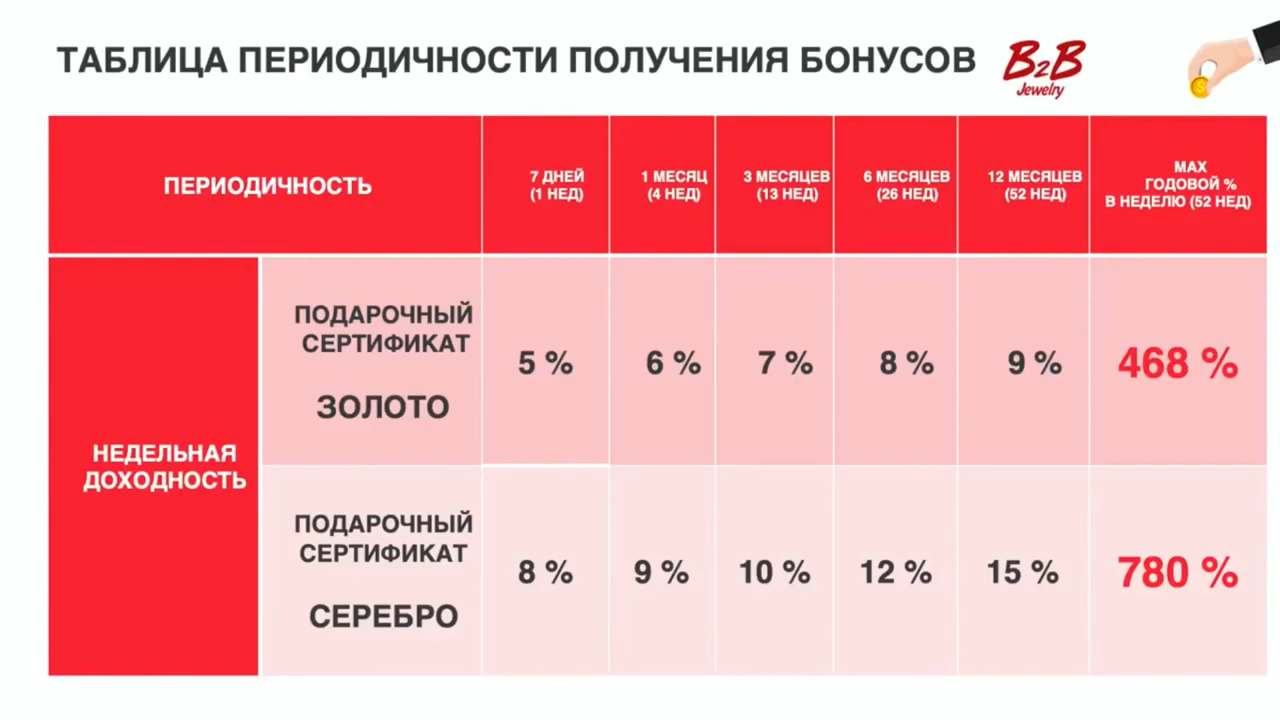 ТАБЛИЦА ПЕРИОДИЧНОСТИ ПОЛУЧЕНИЯ БОНУСОВ
B2B
Jewelry
ПЕРИОДИЧНОСТЬ
7 ДНЕЙ
(1 НЕД)
1 МЕСЯЦ
(4 НЕД)
3 МЕСЯЦЕВ
(13 НЕД)
6 МЕСЯЦЕВ
(26 НЕД)
12 МЕСЯЦЕВ
(52 НЕД)
MAX
ГОДОВОЙ %
В НЕДЕЛЮ (52 НЕД)
НЕДЕЛЬНАЯ
ДОХОДНОСТЬ
ПОДАРОЧНЫЙ
СЕРТИФИКАТ
ЗОЛОТО
5 %
6 %
7 %
8 %
9 %
468 %
ПОДАРОЧНЫЙ
СЕРТИФИКАТ
СЕРЕБРО
8 %
9 %
10 %
12 %
15 %
780 %